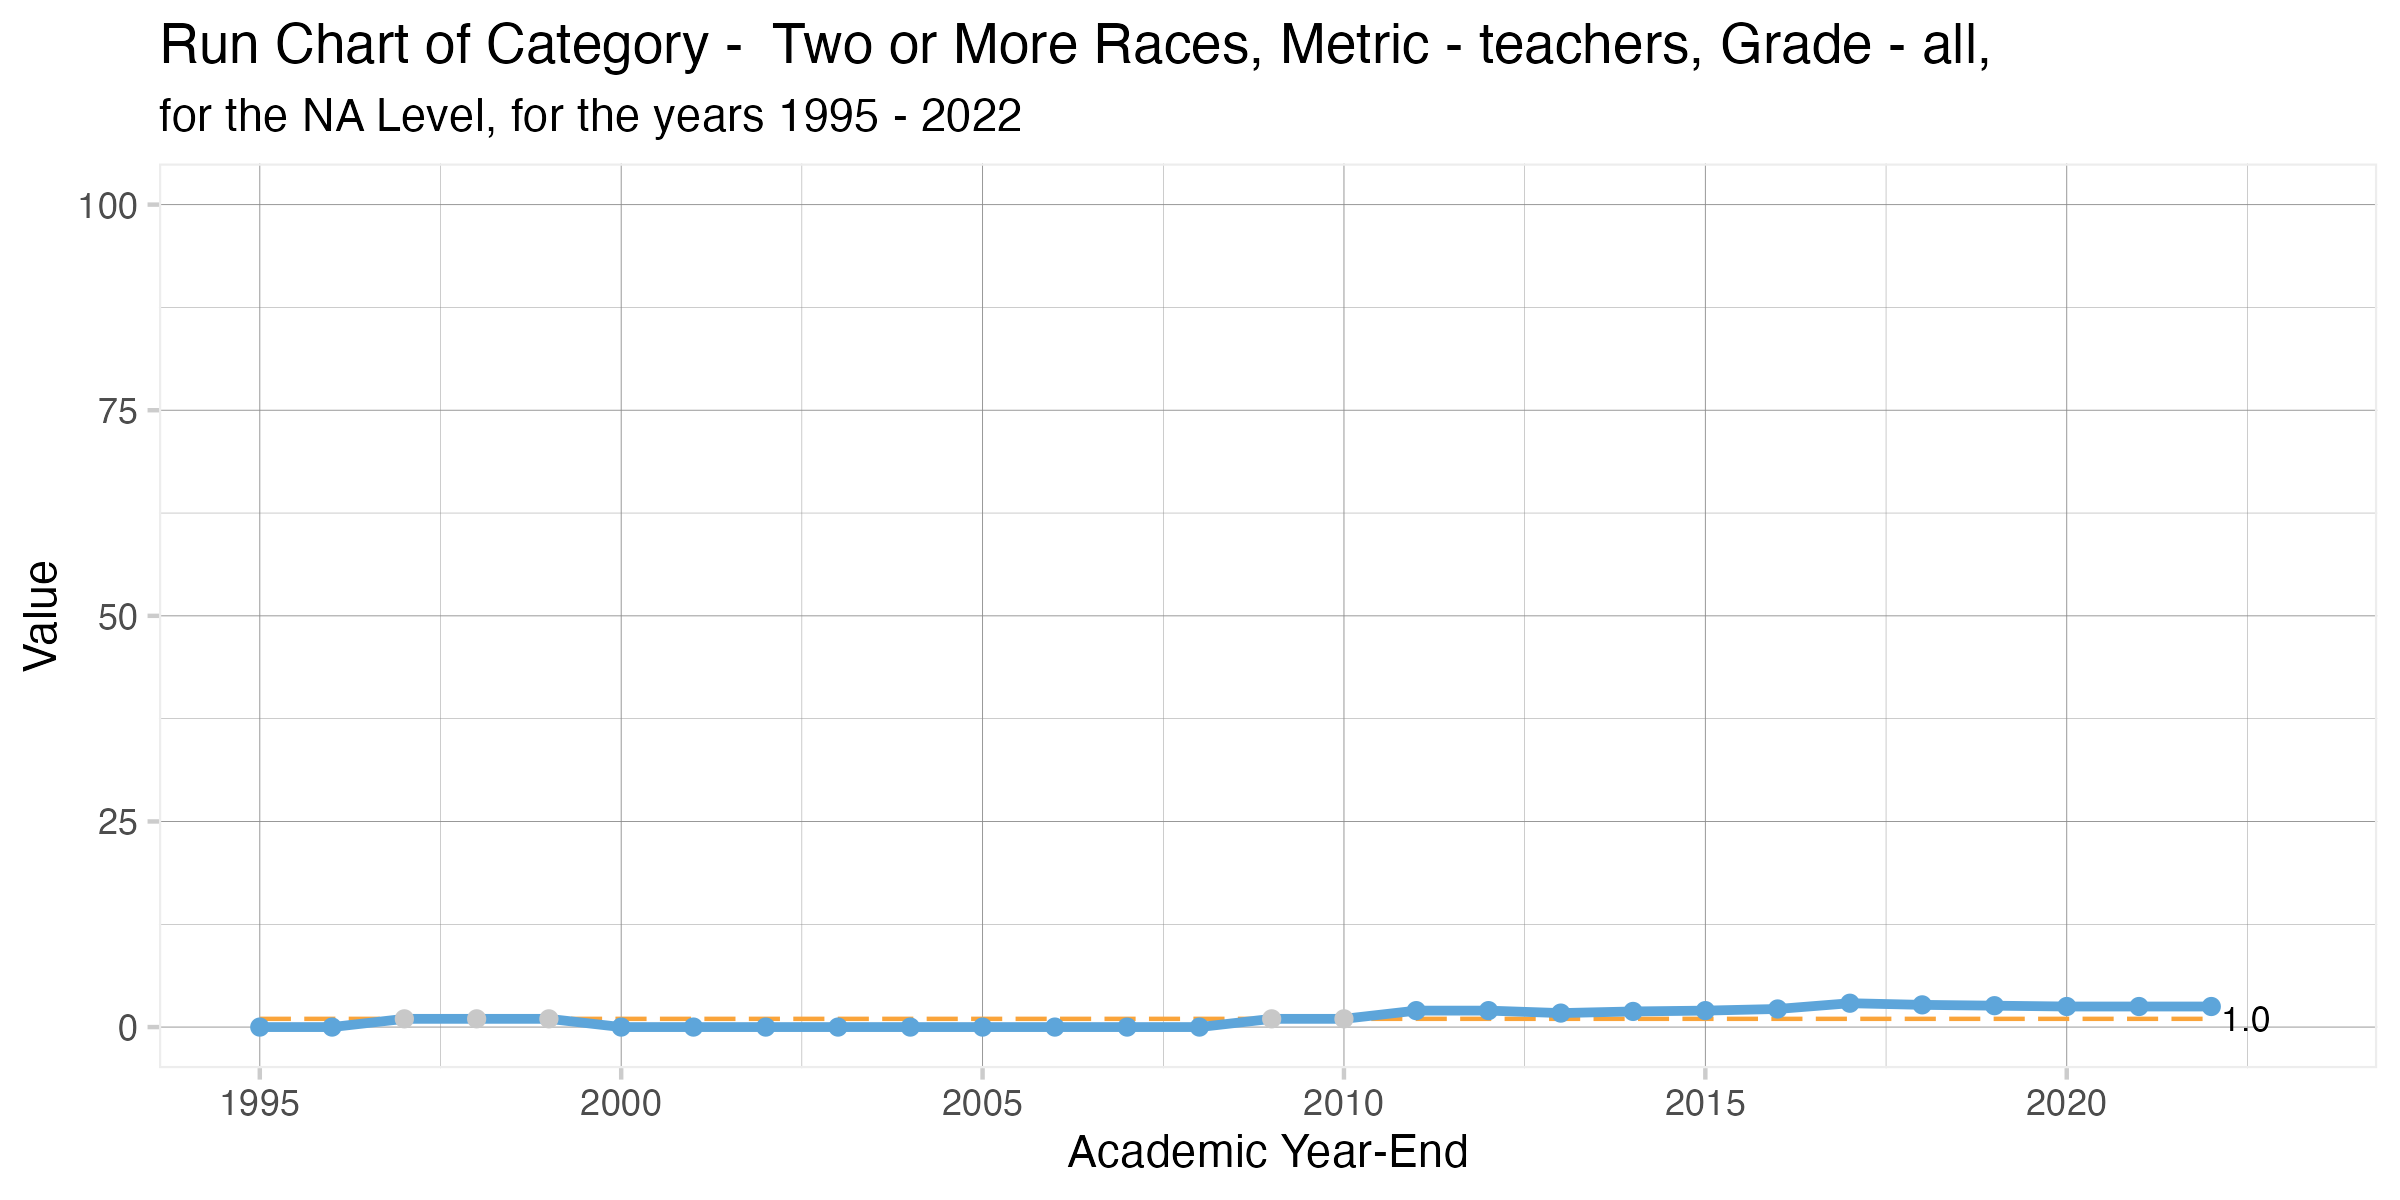 Run Chart of Category -  Two or More Races, Metric - teachers, Grade - all,
for the NA Level, for the years 1995 - 2022
100
75
50
25
0
Value
1.0
1995 2000 2005 2010 2015 2020
Academic Year-End